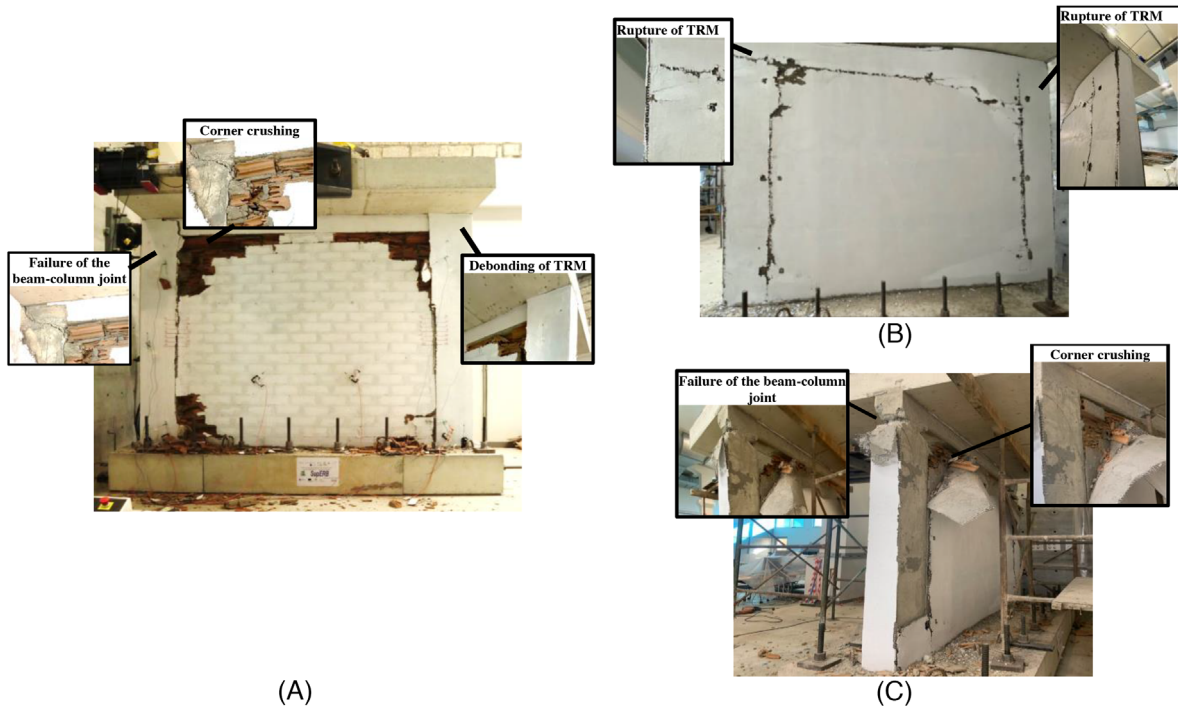 Corner crushing
Failure of the
beam-column joint
Debonding of TRM
SupERB
(A)
Rupture of TRM
Rupture of TRM
(B)
Failure of the beam-column
joint
Corner crushing
(C)